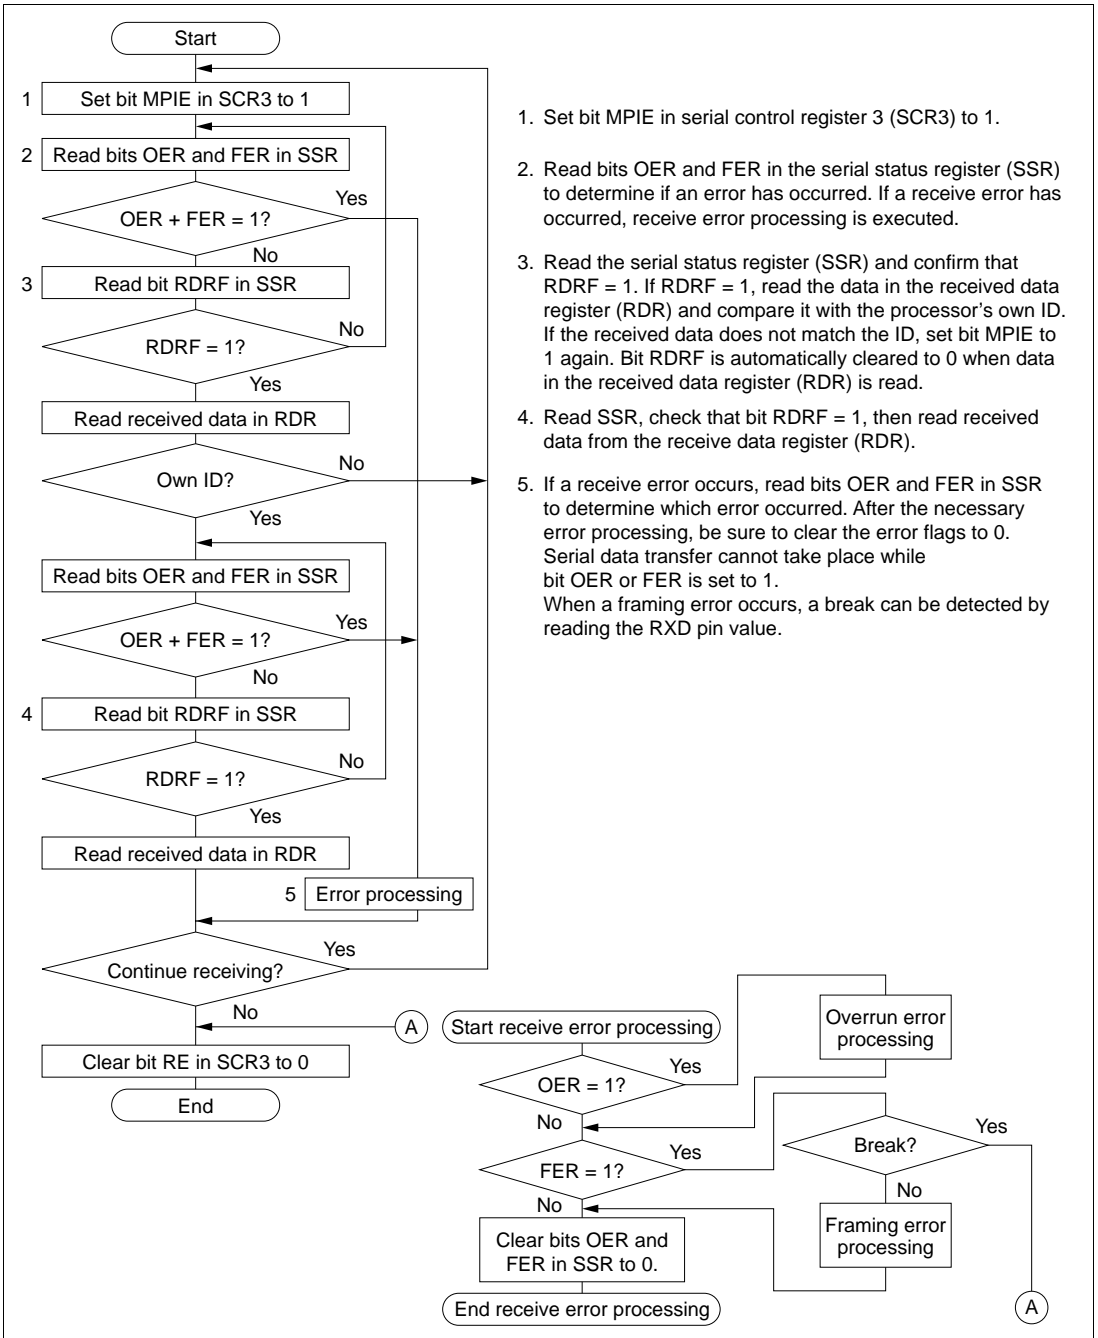 Start
1 Set bit MPIE in SCR3 to 1
2 Read bits OER and FER in SSR
Yes
OER + FER = 1?
No
3 Read bit RDRF in SSR
No
RDRF = 1?
Yes
Read received data in RDR
No
Own ID?
Yes
Read bits OER and FER in SSR
Yes
OER + FER = 1?
No
4 Read bit RDRF in SSR
No
RDRF = 1?
Yes
Read received data in RDR
5 Error processing
Yes
Continue receiving?
No
A
Clear bit RE in SCR3 to 0
End
1. Set bit MPIE in serial control register 3 (SCR3) to 1.
2. Read bits OER and FER in the serial status register (SSR)
to determine if an error has occurred. If a receive error has
occurred, receive error processing is executed.
3. Read the serial status register (SSR) and confirm that
RDRF = 1. If RDRF = 1, read the data in the received data
register (RDR) and compare it with the processor's own ID.
If the received data does not match the ID, set bit MPIE to
1 again. Bit RDRF is automatically cleared to 0 when data
in the received data register (RDR) is read.
4. Read SSR, check that bit RDRF = 1, then read received
data from the receive data register (RDR).
5. If a receive error occurs, read bits OER and FER in SSR
to determine which error occurred. After the necessary
error processing, be sure to clear the error flags to 0.
Serial data transfer cannot take place while
bit OER or FER is set to 1.
When a framing error occurs, a break can be detected by
reading the RXD pin value.
Start receive error processing
Yes
OER = 1?
No
Overrun error
processing
Yes
FER = 1?
No
Yes
Break?
No
Framing error
processing
Clear bits OER and
FER in SSR to 0.
End receive error processing
A